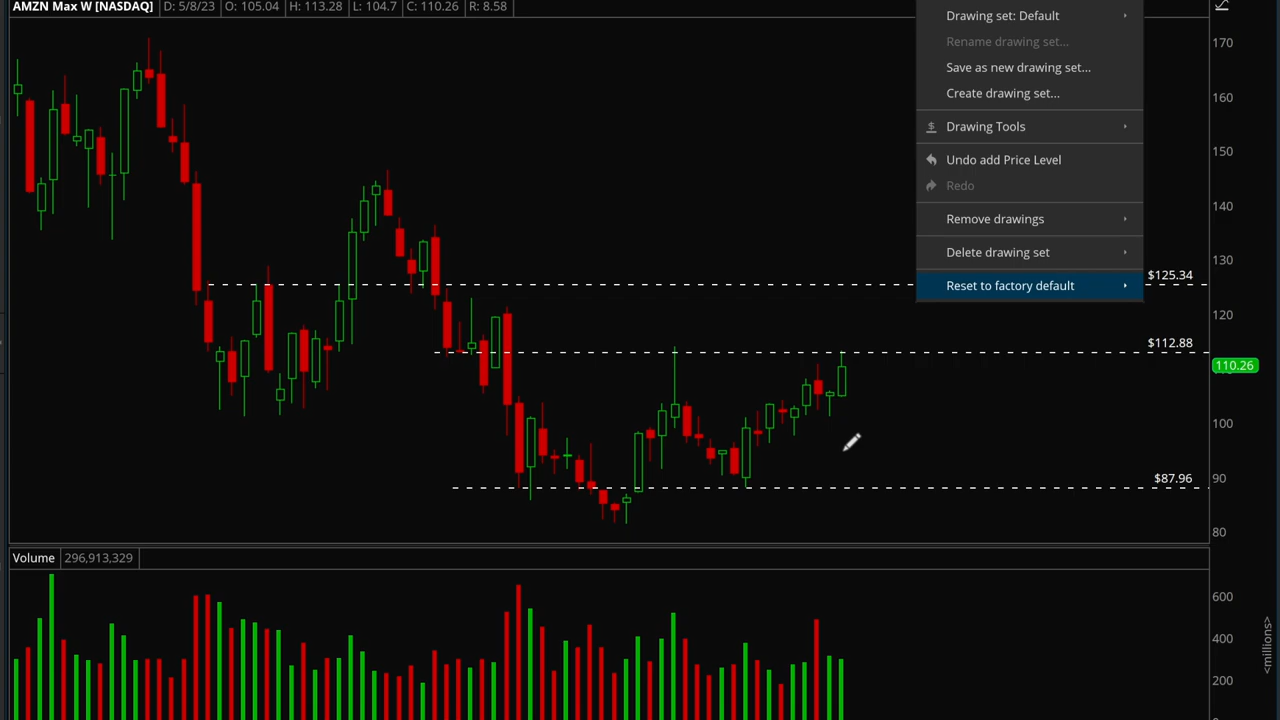 AMZN Max W [NASDAQ] D: 5/8/23 O: 105.04 H: 113.28 L: 104.7 C: 110.26 R: 8.58
Drawing set: Default
Rename drawing set...
Save as new drawing set...
Create drawing set...
Drawing Tools
Undo add Price Level
Redo
Remove drawings
Delete drawing set
Reset to factory default
$125.34
$112.88
$87.96
170
160
150
140
130
120
110.26
100
90
80
Volume 296,913,329
600
400
200
<millions>